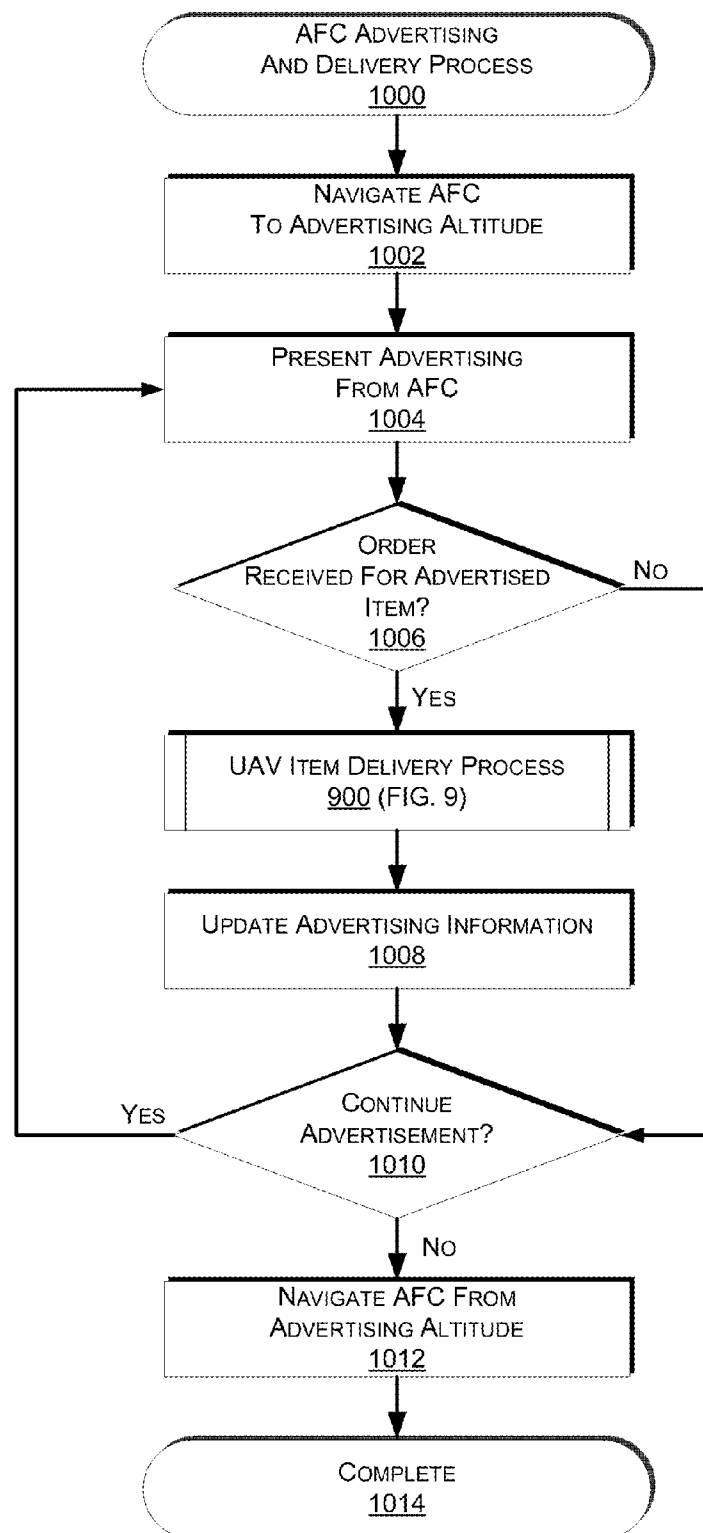 AFC ADVERTISING
AND DELIVERY PROCESS
1000
NAVIGATE AFC
TO ADVERTISING ALTITUDE
1002
PRESENT ADVERTISING
FROM AFC
1004
ORDER
RECEIVED FOR ADVERTISED
ITEM?
1006
NO
YES
UAV ITEM DELIVERY PROCESS
900 (FIG. 9)
UPDATE ADVERTISING INFORMATION
1008
YES
CONTINUE
ADVERTISEMENT?
1010
NO
NAVIGATE AFC FROM
ADVERTISING ALTITUDE
1012
COMPLETE
1014